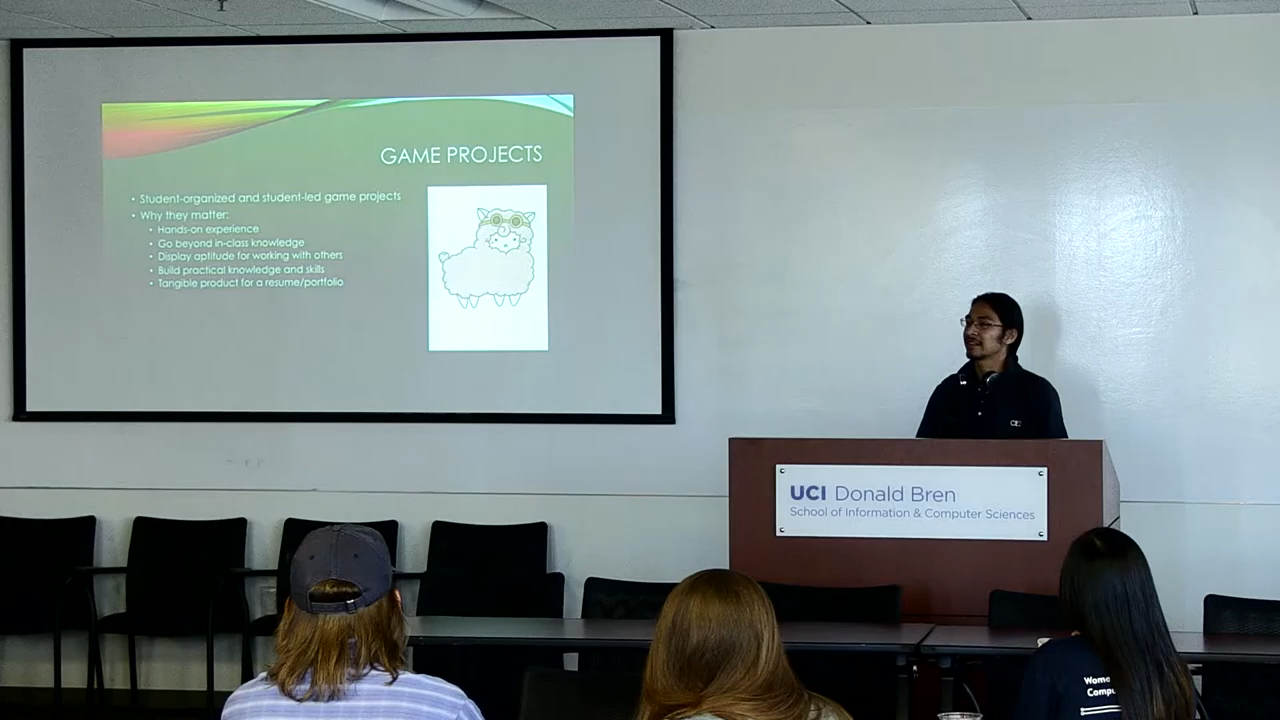 GAME PROJECTS
• Student-organized and student-led game projects
• Why they matter:
• Hands-on experience
• Go beyond in-class knowledge
• Display aptitude for working with others
• Build practical knowledge and skills
• Tangible product for a resume/portfolio
UCI Donald Bren
School of Information & Computer Sciences
Wome
Compu